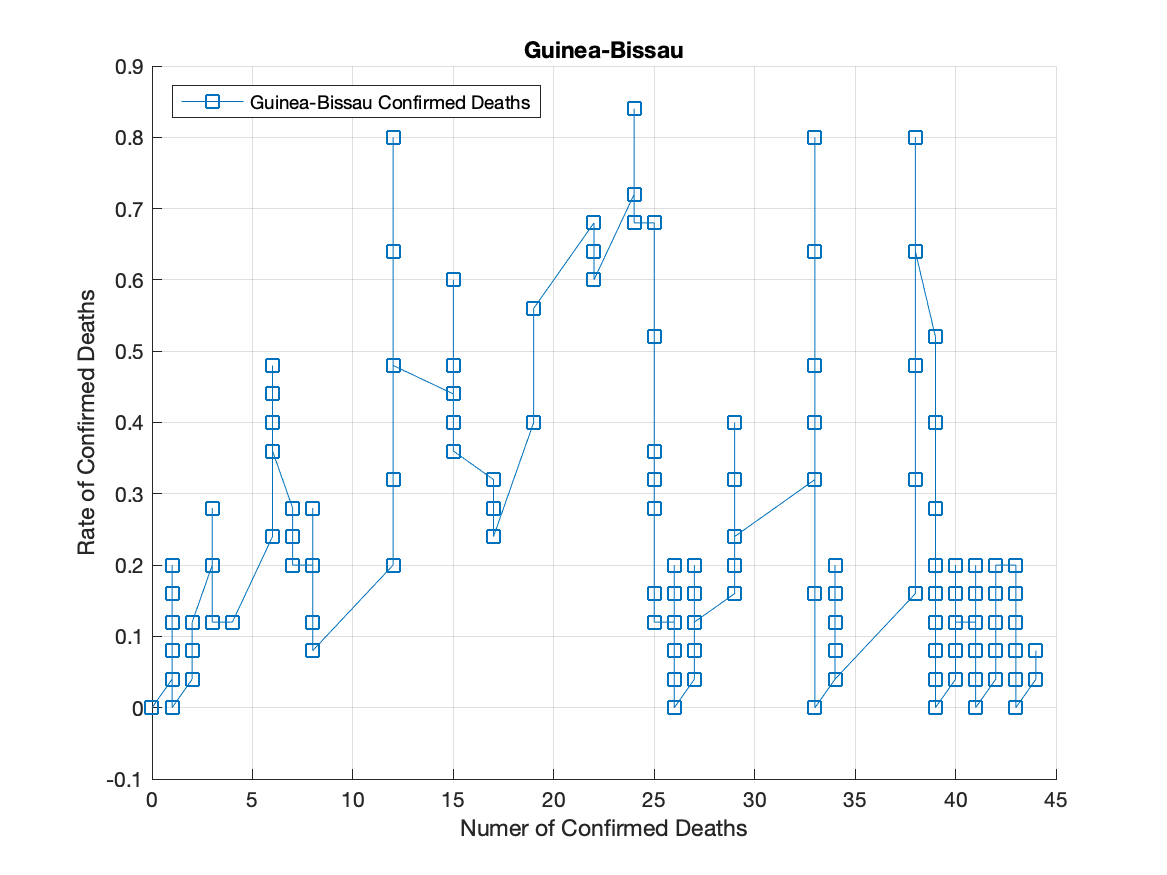 Guinea-Bissau
Guinea-Bissau Confirmed Deaths
0.9
0.8
0.7
0.6
0.5
0.4
0.3
0.2
0.1
0
-0.1
Rate of Confirmed Deaths
0 5 10 15 20 25 30 35 40 45
Numer of Confirmed Deaths